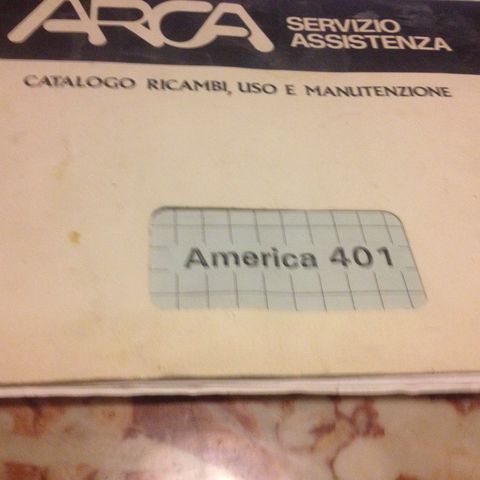 ARCA SERVIZIO
ASSISTENZA
CATALOGO RICAMBI, USO E MANUTENZIONE
America 401